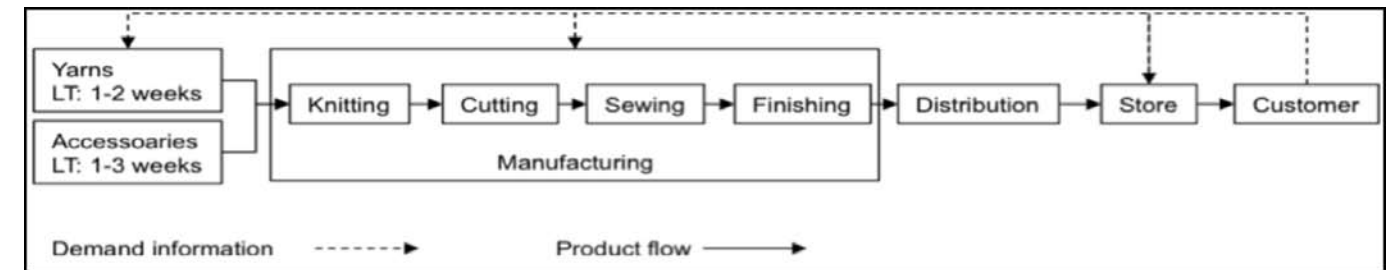 Yarns
LT: 1-2 weeks
Accessoaries
LT: 1-3 weeks
Knitting
Cutting
Sewing
Finishing
Manufacturing
Distribution
Store
Customer
Demand information
Product flow